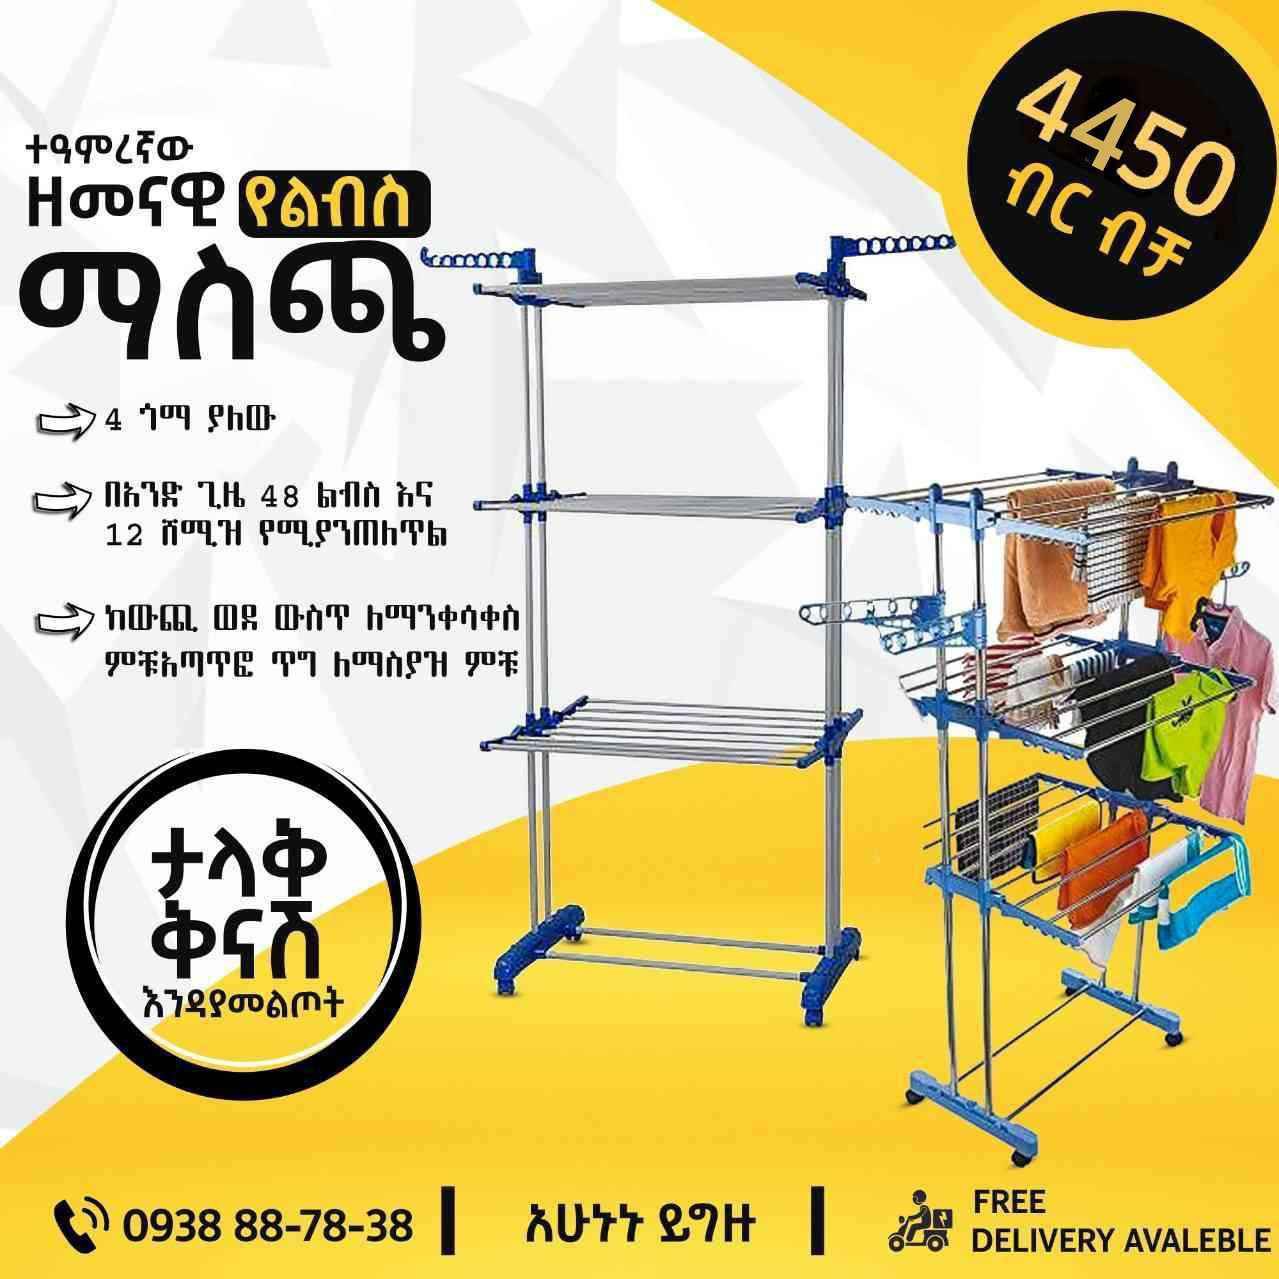 ተዓምረኛው
ዘመናዊ የልብስ
ማስጫ
4450
ብር ብቻ
4 ጎማ ያለው
በአንድ ጊዜ 48 ልብስ እና
12 ሸሚዝ የሚያንጠለጥል
ከውጪ ወደ ውስጥ ለማንቀሳቀስ
ምቹአጣጥፎ ጥግ ለማስያዝ ምቹ
ታላቅ
ቅናሽ
እንዳያመልጦት
0938 88-78-38
አሁኑኑ ይግዙ
FREE
DELIVERY AVALEBLE